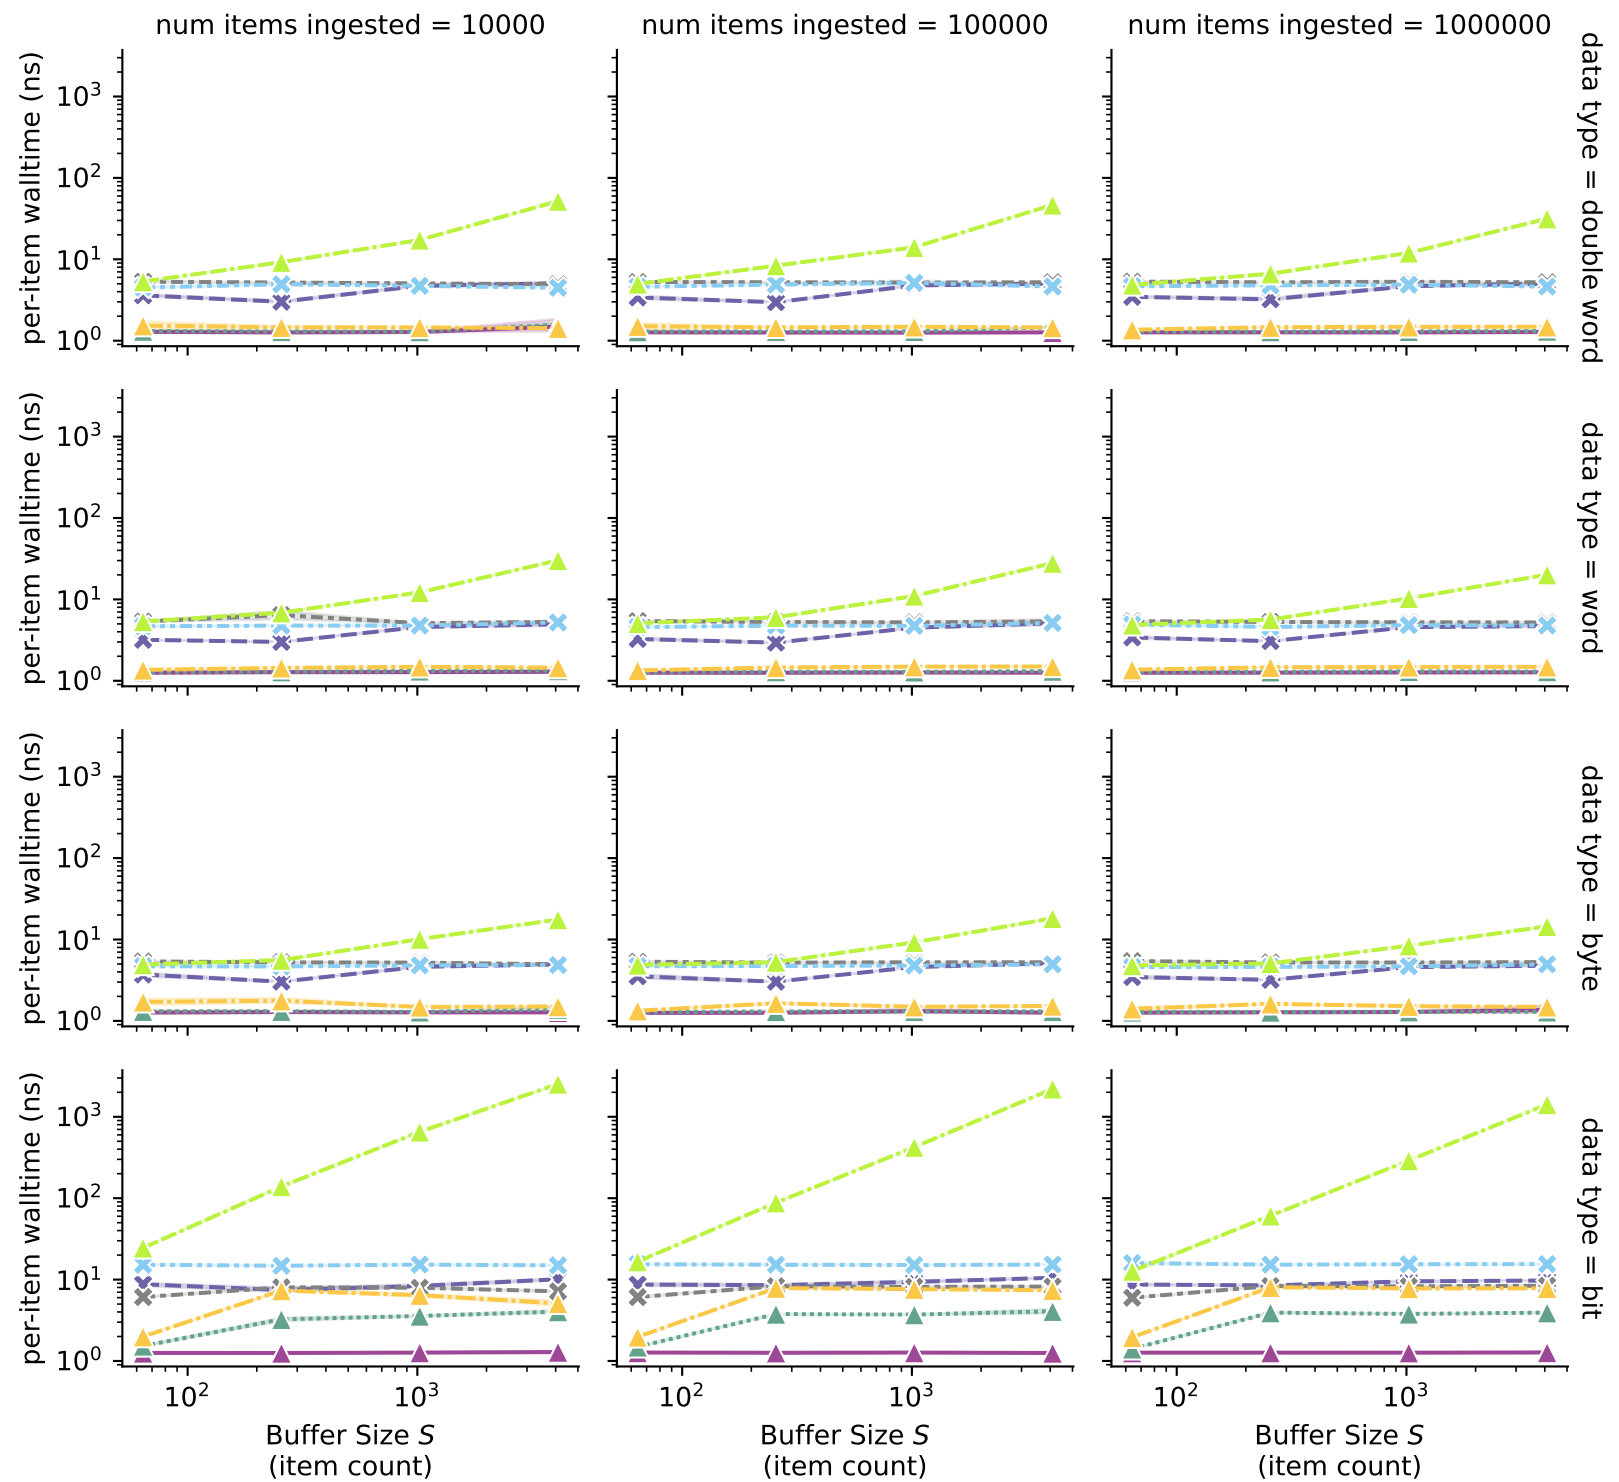 num items ingested = 10000
num items ingested = 100000
num items ingested = 1000000
per-item walltime (ns)
10³
10²
10¹
10⁰
data type = double word
per-item walltime (ns)
10³
10²
10¹
10⁰
data type = word
per-item walltime (ns)
10³
10²
10¹
10⁰
data type = byte
per-item walltime (ns)
10³
10²
10¹
10⁰
data type = bit
10² 10³
10² 10³
10² 10³
Buffer Size S
(item count)
Buffer Size S
(item count)
Buffer Size S
(item count)